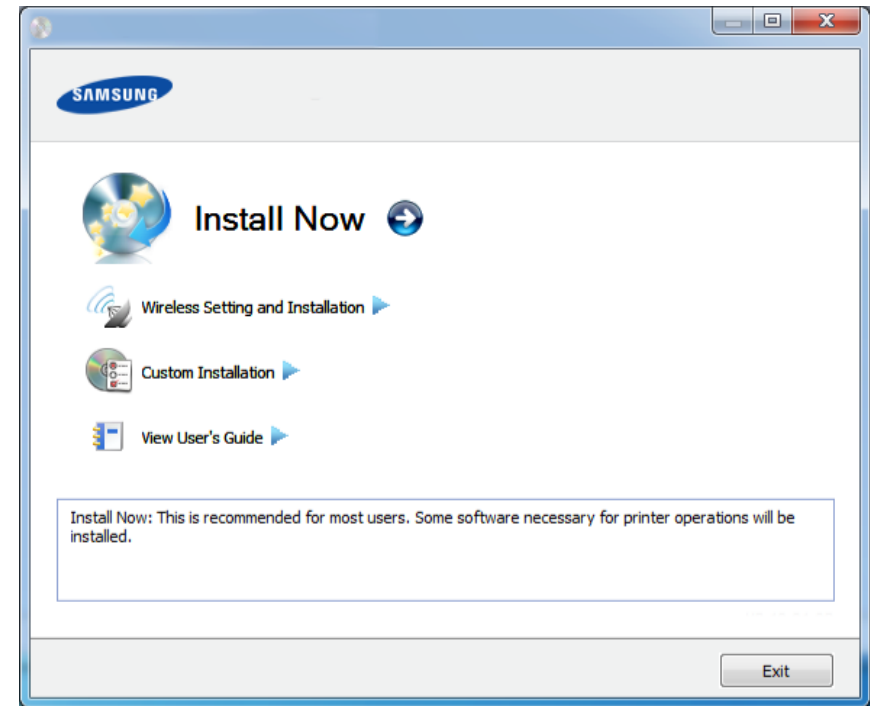 SAMSUNG
Install Now
Wireless Setting and Installation
Custom Installation
View User's Guide
Install Now: This is recommended for most users. Some software necessary for printer operations will be
installed.
Exit